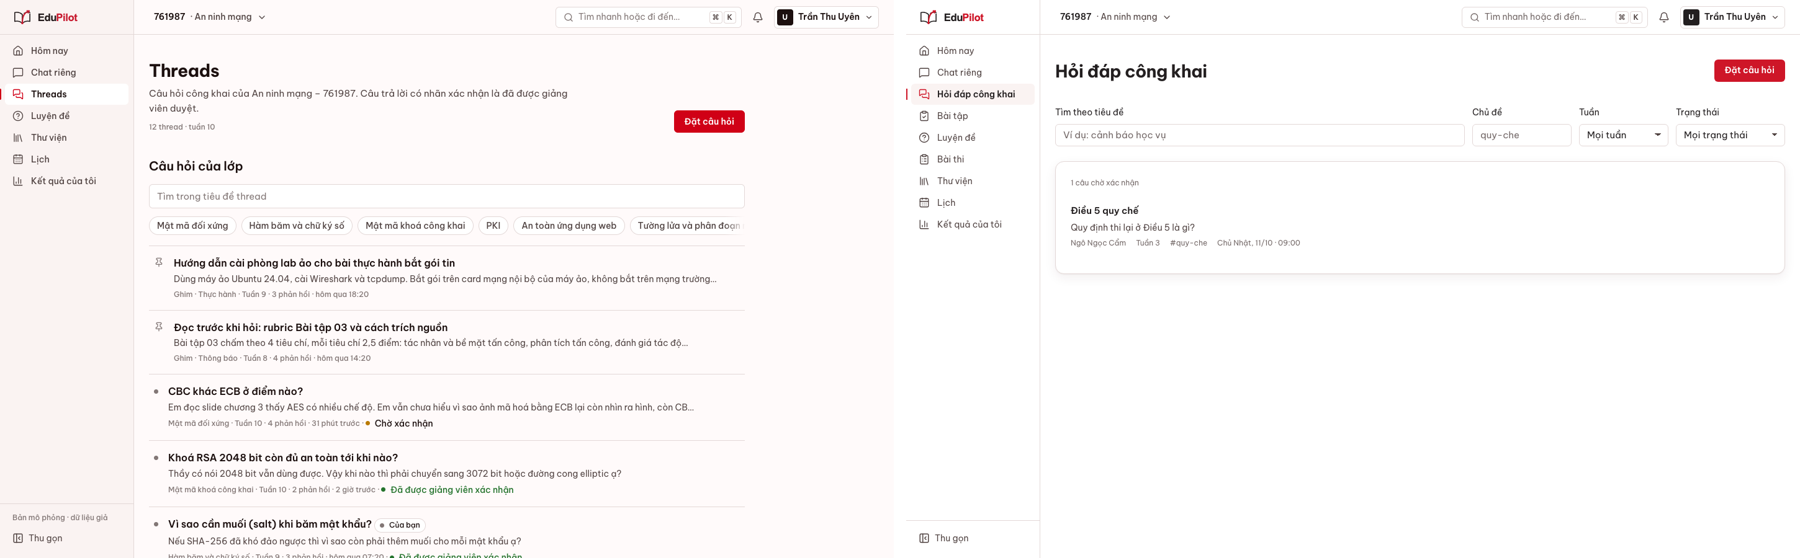 EduPilot
761987 · An ninh mạng
Tìm nhanh hoặc đi đến...
⌘ K
U Trần Thu Uyên
Hôm nay
Chat riêng
Threads
Luyện đề
Thư viện
Lịch
Kết quả của tôi
Bản mô phỏng · dữ liệu giả
Thu gọn
Threads
Câu hỏi công khai của An ninh mạng – 761987. Câu trả lời có nhãn xác nhận là đã được giảng
viên duyệt.
12 thread · tuần 10
Đặt câu hỏi
Câu hỏi của lớp
Tìm trong tiêu đề thread
Mật mã đối xứng
Hàm băm và chữ ký số
Mật mã khoá công khai
PKI
An toàn ứng dụng web
Tường lửa và phân đoạn
Hướng dẫn cài phòng lab ảo cho bài thực hành bắt gói tin
Dùng máy ảo Ubuntu 24.04, cài Wireshark và tcpdump. Bắt gói trên card mạng nội bộ của máy ảo, không bắt trên mạng trường...
Ghim · Thực hành · Tuần 9 · 3 phản hồi · hôm qua 18:20
Đọc trước khi hỏi: rubric Bài tập 03 và cách trích nguồn
Bài tập 03 chấm theo 4 tiêu chí, mỗi tiêu chí 2,5 điểm: tác nhân và bề mặt tấn công, phân tích tấn công, đánh giá tác độ...
Ghim · Thông báo · Tuần 8 · 4 phản hồi · hôm qua 14:20
CBC khác ECB ở điểm nào?
Em đọc slide chương 3 thấy AES có nhiều chế độ. Em vẫn chưa hiểu vì sao ảnh mã hoá bằng ECB lại còn nhìn ra hình, còn CB...
Mật mã đối xứng · Tuần 10 · 4 phản hồi · 31 phút trước · Chờ xác nhận
Khoá RSA 2048 bit còn đủ an toàn tới khi nào?
Thầy có nói 2048 bit vẫn dùng được. Vậy khi nào thì phải chuyển sang 3072 bit hoặc đường cong elliptic ạ?
Mật mã khoá công khai · Tuần 10 · 2 phản hồi · 2 giờ trước · Đã được giảng viên xác nhận
Vì sao cần muối (salt) khi băm mật khẩu? Của bạn
Nếu SHA-256 đã khó đảo ngược thì vì sao còn phải thêm muối cho mỗi mật khẩu ạ?
Hàm băm và chữ ký số · Tuần 9 · 3 phản hồi · hôm qua 07:20 · Đã được giảng viên xác nhận
EduPilot
761987 · An ninh mạng
Tìm nhanh hoặc đi đến...
⌘ K
U Trần Thu Uyên
Hôm nay
Chat riêng
Hỏi đáp công khai
Bài tập
Luyện đề
Bài thi
Thư viện
Lịch
Kết quả của tôi
Thu gọn
Hỏi đáp công khai
Đặt câu hỏi
Tìm theo tiêu đề
Chủ đề
Tuần
Trạng thái
Ví dụ: cảnh báo học vụ
quy-che
Mọi tuần
Mọi trạng thái
1 câu chờ xác nhận
Điều 5 quy chế
Quy định thi lại ở Điều 5 là gì?
Ngô Ngọc Cẩm Tuần 3 #quy-che Chủ Nhật, 11/10 · 09:00